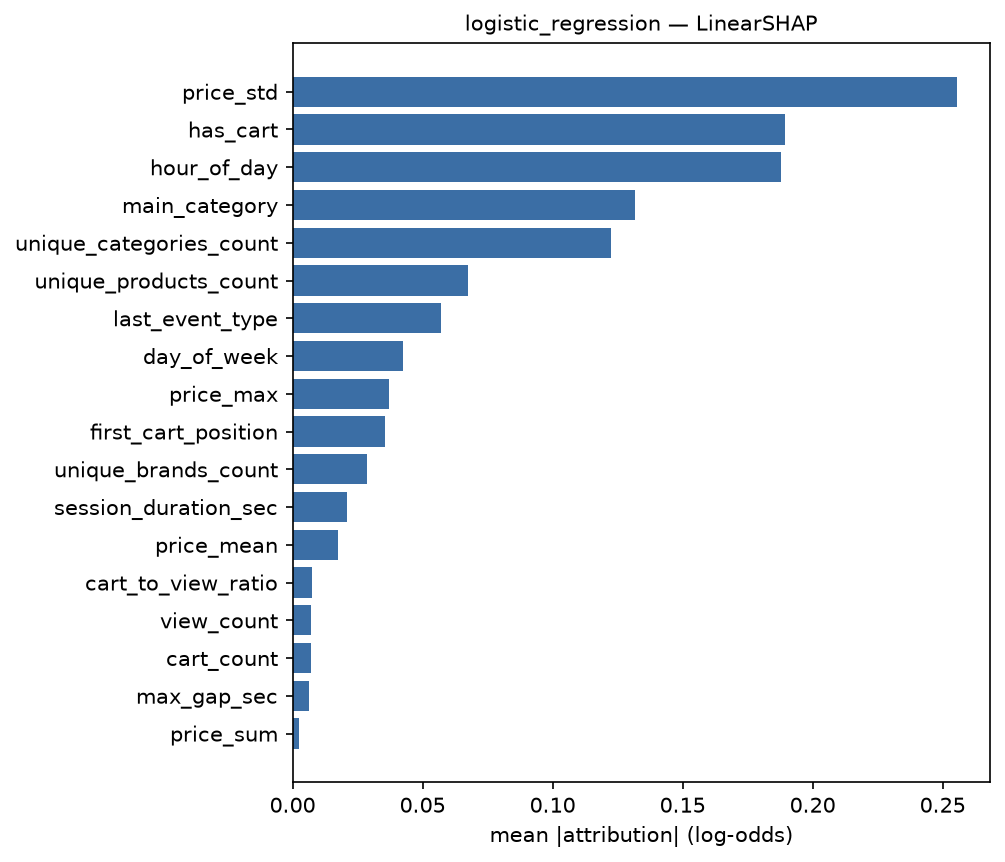 logistic_regression — LinearSHAP
price_std
has_cart
hour_of_day
main_category
unique_categories_count
unique_products_count
last_event_type
day_of_week
price_max
first_cart_position
unique_brands_count
session_duration_sec
price_mean
cart_to_view_ratio
view_count
cart_count
max_gap_sec
price_sum
0.00 0.05 0.10 0.15 0.20 0.25
mean |attribution| (log-odds)